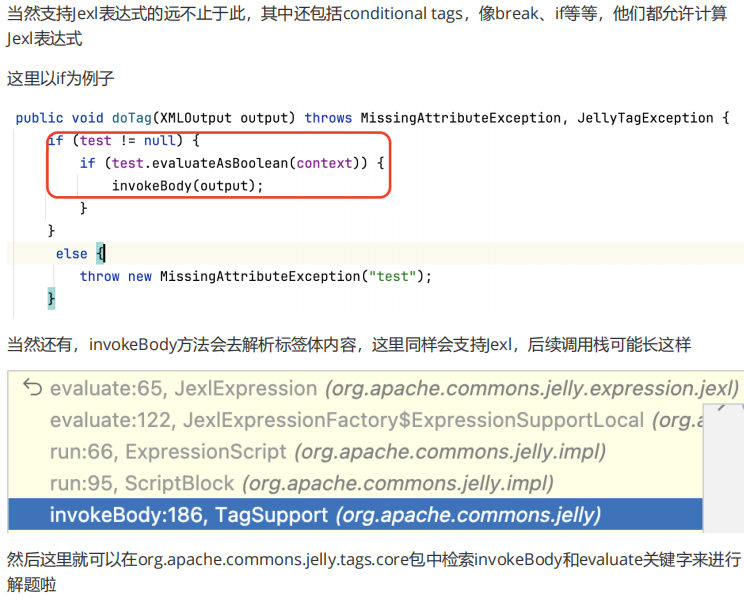 当然支持Jexl表达式的远不止于此，其中还包括conditional tags，像break、if等等，他们都允许计算
Jexl表达式
这里以if为例子
public void doTag(XMLOutput output) throws MissingAttributeException, JellyTagException {
if (test != null) {
if (test.evaluateAsBoolean(context)) {
invokeBody(output);
}
}
else {
throw new MissingAttributeException("test");
}
当然还有，invokeBody方法会去解析标签体内容，这里同样会支持Jexl，后续调用栈可能长这样
evaluate:65, JexlExpression (org.apache.commons.jelly.expression.jexl)
evaluate:122, JexlExpressionFactory$ExpressionSupportLocal (org.a
run:66, ExpressionScript (org.apache.commons.jelly.impl)
run:95, ScriptBlock (org.apache.commons.jelly.impl)
invokeBody:186, TagSupport (org.apache.commons.jelly)
然后这里就可以在org.apache.commons.jelly.tags.core包中检索invokeBody和evaluate关键字来进行
解题啦